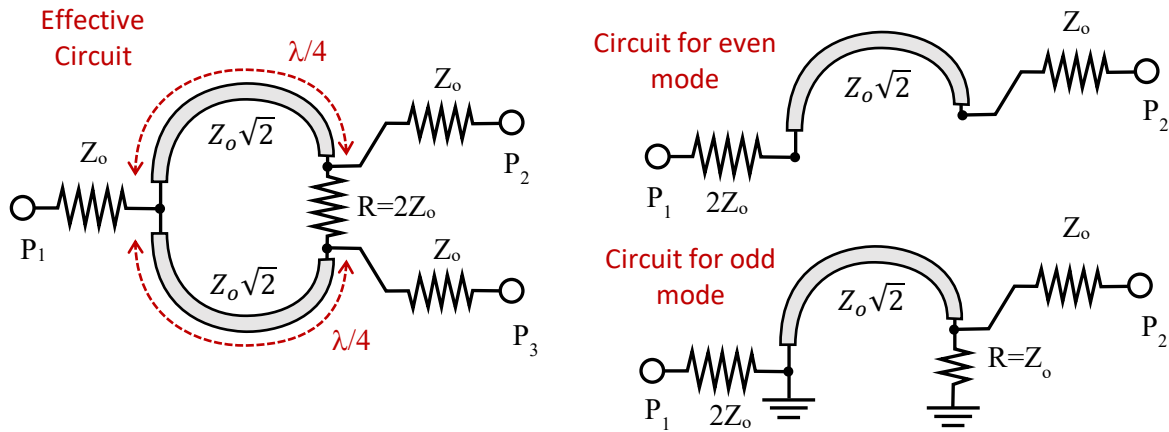 Effective
Circuit
λ/4
Zₒ
Zₒ√2
Zₒ
P₂
P₁
R=2Zₒ
Zₒ√2
Zₒ
λ/4
P₃
Circuit for even
mode
Zₒ
Zₒ√2
P₂
P₁
2Zₒ
Circuit for odd
mode
Zₒ
Zₒ√2
P₂
R=Zₒ
P₁
2Zₒ